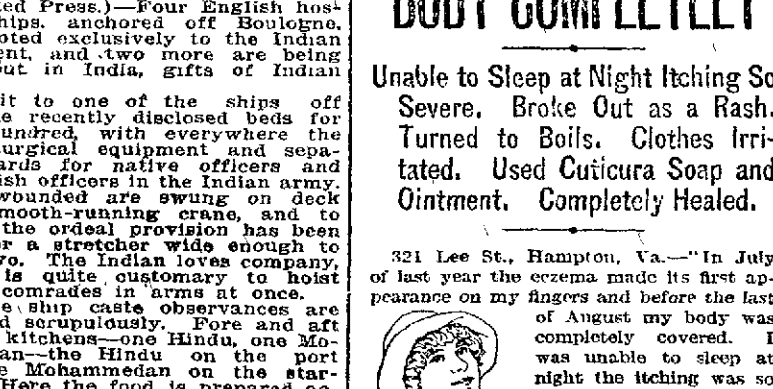 ed Press.)—Four English hos-
hips. anchored off Boulogne.
oted exclusively to the Indian
ent, and two more are being
out in India, gifts of Indian
it to one of the ships off
e recently disclosed beds for
undred, with everywhere the
urgical equipment and sepa-
ards for native officers and
ish officers in the Indian army.
wounded are swung on deck
mooth-running crane, and to
the ordeal provision has been
r a stretcher wide enough to
wo. The Indian loves company,
is quite customary to hoist
comrades in arms at once.
e ship caste observances are
d scrupulously. Fore and aft
kitchens—one Hindu, one Mo-
an—the Hindu on the port
e Mohammedan on the star-
Here the food is prepared
BODY COMPLETELY
Unable to Sleep at Night Itching So
Severe. Broke Out as a Rash.
Turned to Boils. Clothes Irri-
tated. Used Cuticura Soap and
Ointment. Completely Healed.
321 Lee St., Hampton, Va.—"In July
of last year the eczema made its first ap-
pearance on my fingers and before the last
of August my body was
completely covered. I
was unable to sleep at
night the itching was so